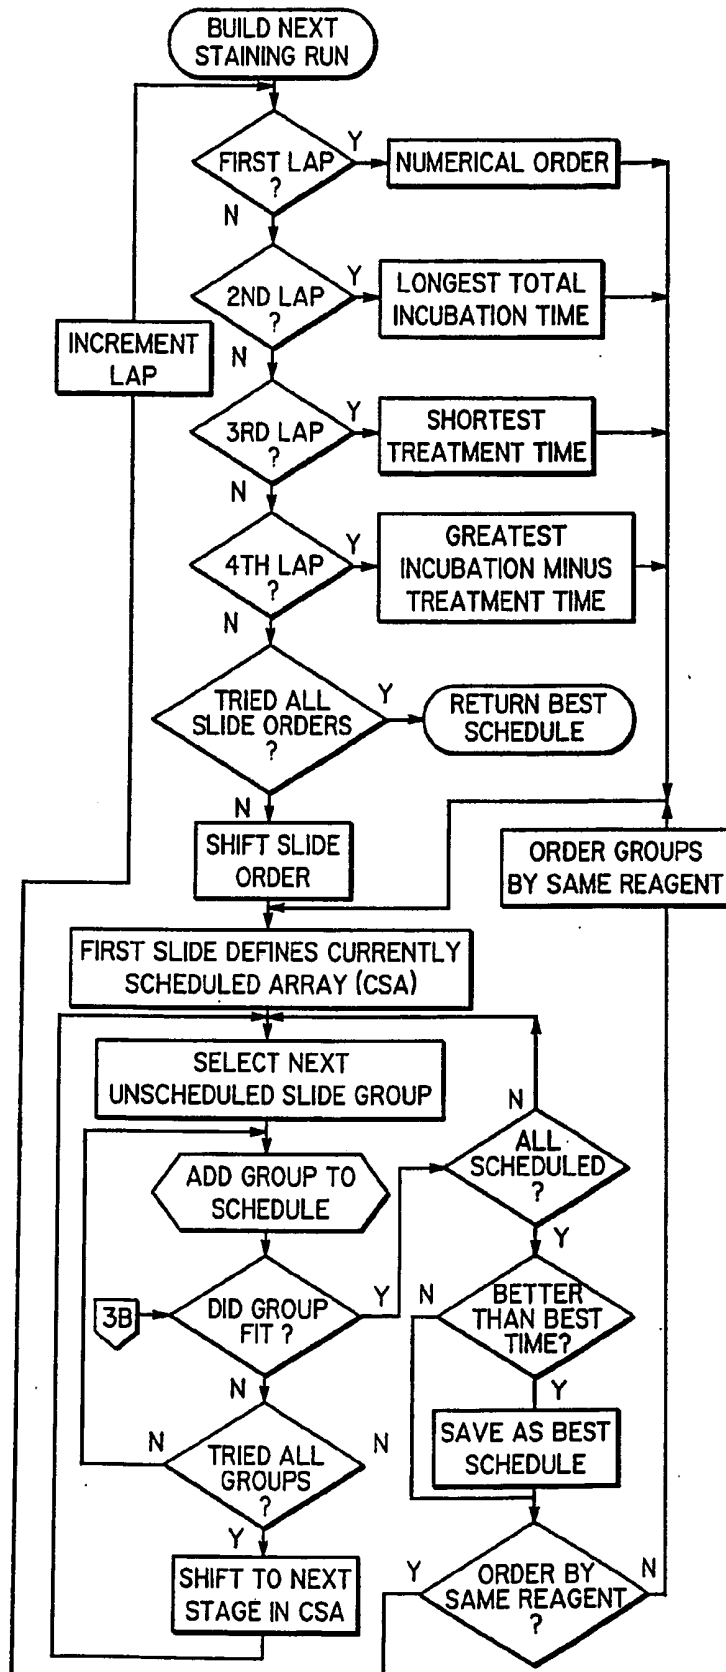 BUILD NEXT
STAINING RUN
FIRST LAP
?
Y
N
NUMERICAL ORDER
2ND LAP
?
Y
N
LONGEST TOTAL
INCUBATION TIME
INCREMENT
LAP
3RD LAP
?
Y
N
SHORTEST
TREATMENT TIME
4TH LAP
?
Y
N
GREATEST
INCUBATION MINUS
TREATMENT TIME
TRIED ALL
SLIDE ORDERS
?
Y
N
RETURN BEST
SCHEDULE
SHIFT SLIDE
ORDER
ORDER GROUPS
BY SAME REAGENT
FIRST SLIDE DEFINES CURRENTLY
SCHEDULED ARRAY (CSA)
SELECT NEXT
UNSCHEDULED SLIDE GROUP
ADD GROUP TO
SCHEDULE
N
ALL
SCHEDULED
?
Y
3B
DID GROUP
FIT ?
Y
N
N
BETTER
THAN BEST
TIME?
Y
N
TRIED ALL
GROUPS
?
N
Y
SAVE AS BEST
SCHEDULE
SHIFT TO NEXT
STAGE IN CSA
Y
ORDER BY
SAME REAGENT
?
N